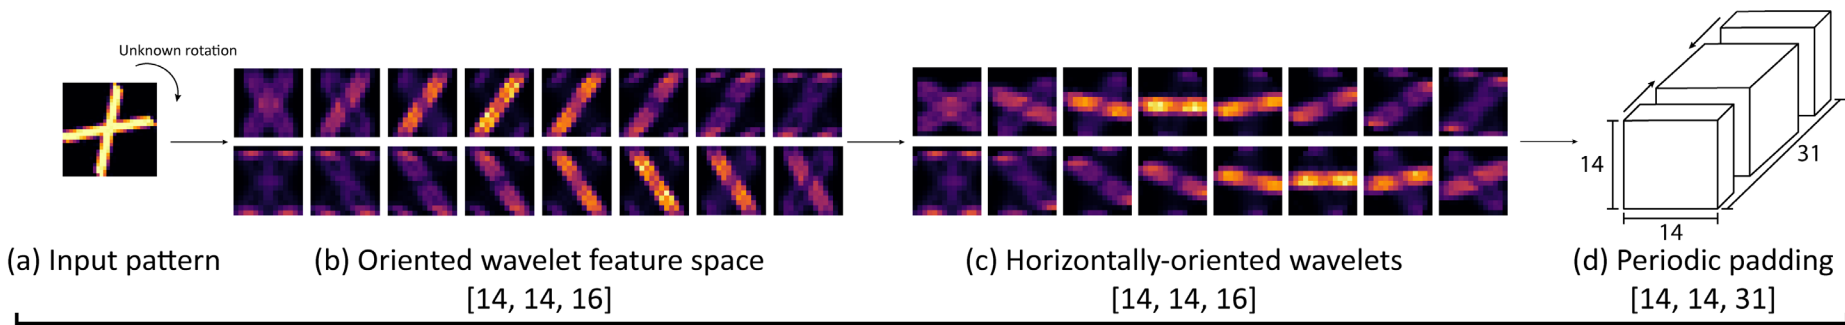 Unknown rotation
14
31
14
(a) Input pattern
(b) Oriented wavelet feature space
[14, 14, 16]
(c) Horizontally-oriented wavelets
[14, 14, 16]
(d) Periodic padding
[14, 14, 31]